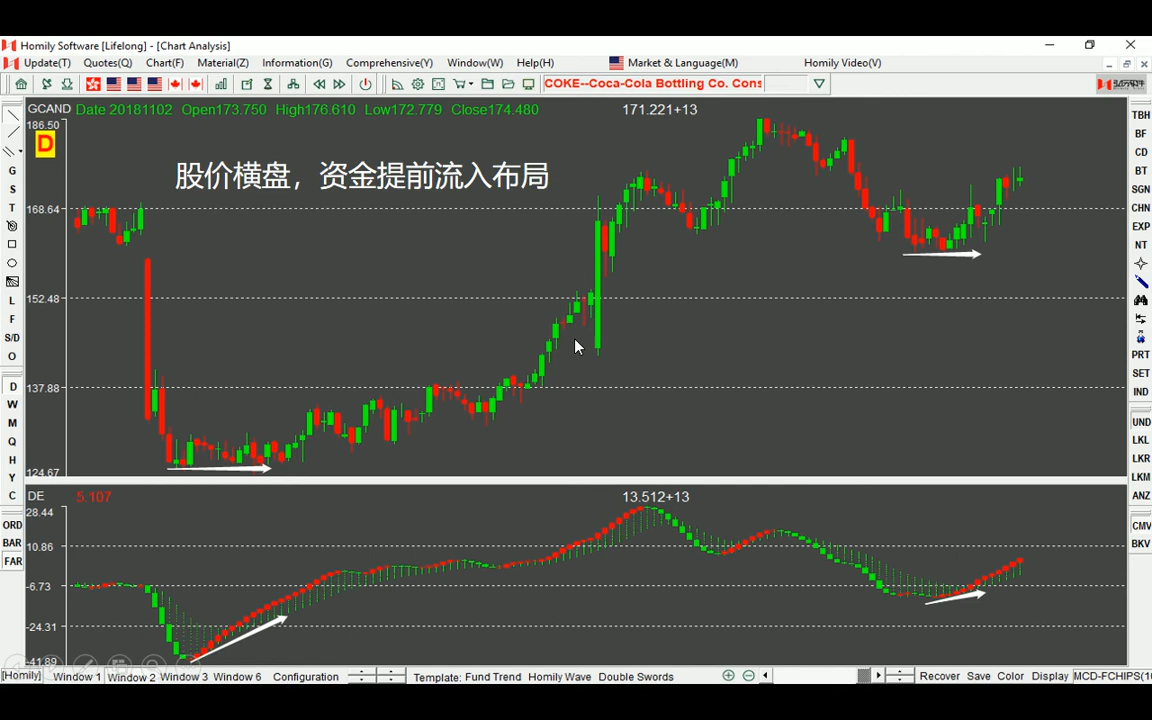 Homily Software [Lifelong] - [Chart Analysis]
Update(T) Quotes(Q) Chart(F) Material(Z) Information(G) Comprehensive(Y) Window(W) Help(H) Market & Language(M) Homily Video(V)
COKE--Coca-Cola Bottling Co. Cons
GCAND Date 20181102 Open173.750 High176.610 Low172.779 Close174.480 171.221+13
186.50
D
股价横盘，资金提前流入布局
168.64
152.48
137.88
124.67
DE 5.107 13.512+13
28.44
10.86
-6.73
-24.31
-41.89
G
S
T
L
F
S/D
O
D
W
M
Q
H
Y
C
ORD
BAR
FAR
TBH
BF
CD
BT
SGN
CHN
EXP
NT
PRT
SET
IND
UND
LKL
LKR
LKM
ANZ
CMV
BKV
[Homily] Window 1 Window 2 Window 3 Window 6 Configuration Template: Fund Trend Homily Wave Double Swords Recover Save Color Display MCD-FCHIPS(10